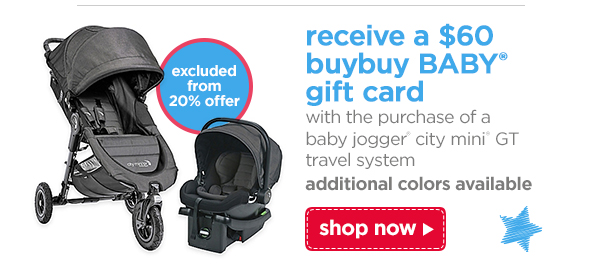 receive a $60
buybuy BABY®
gift card
with the purchase of a
baby jogger® city mini® GT
travel system
additional colors available
shop now
excluded
from
20% offer